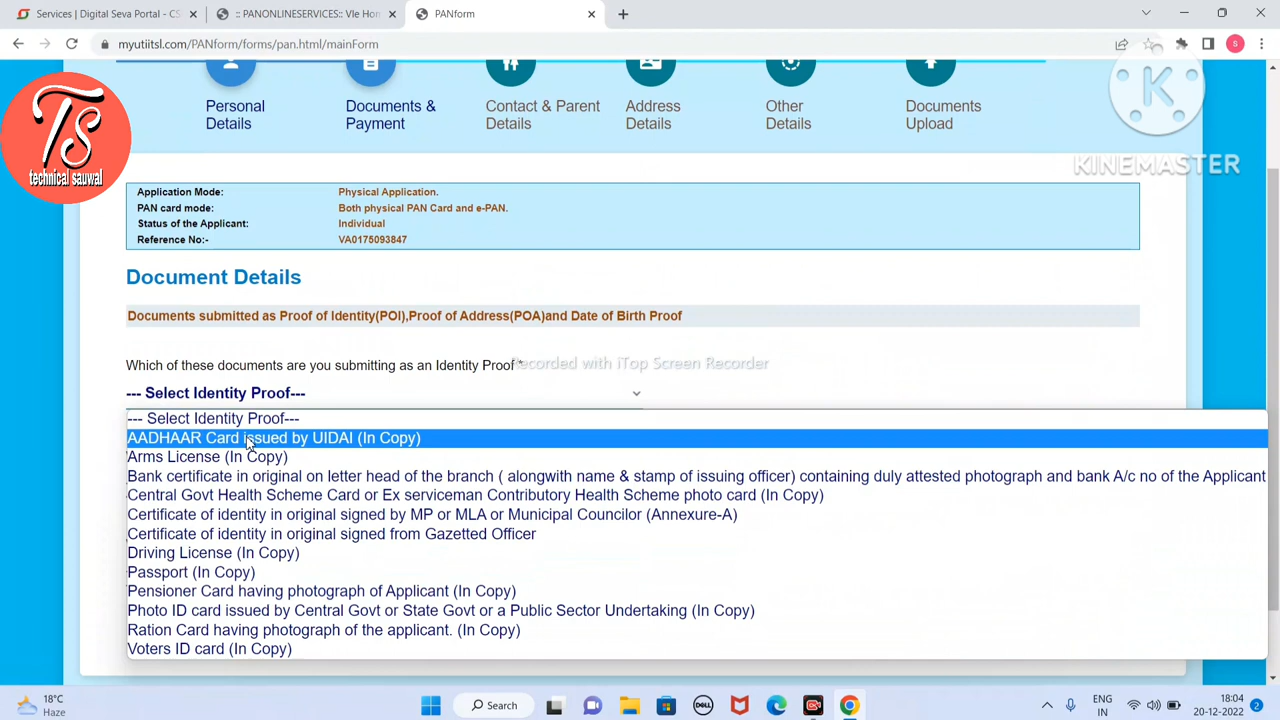 Services | Digital Seva Portal - CS
:: PANONLINESERVICES:: Vle Hom
PANform
myutiitsl.com/PANform/forms/pan.html/mainForm
S
TS
technical sauwal
K
KINEMASTER
Personal Details
Documents & Payment
Contact & Parent Details
Address Details
Other Details
Documents Upload
Application Mode: Physical Application.
PAN card mode: Both physical PAN Card and e-PAN.
Status of the Applicant: Individual
Reference No:- VA0175093847
Document Details
Documents submitted as Proof of Identity(POI),Proof of Address(POA)and Date of Birth Proof
Which of these documents are you submitting as an Identity Proof *
Recorded with iTop Screen Recorder
--- Select Identity Proof---
--- Select Identity Proof---
AADHAAR Card issued by UIDAI (In Copy)
Arms License (In Copy)
Bank certificate in original on letter head of the branch ( alongwith name & stamp of issuing officer) containing duly attested photograph and bank A/c no of the Applicant
Central Govt Health Scheme Card or Ex serviceman Contributory Health Scheme photo card (In Copy)
Certificate of identity in original signed by MP or MLA or Municipal Councilor (Annexure-A)
Certificate of identity in original signed from Gazetted Officer
Driving License (In Copy)
Passport (In Copy)
Pensioner Card having photograph of Applicant (In Copy)
Photo ID card issued by Central Govt or State Govt or a Public Sector Undertaking (In Copy)
Ration Card having photograph of the applicant. (In Copy)
Voters ID card (In Copy)
18°C
Haze
Search
DELL
ENG
IN
18:04
20-12-2022
2